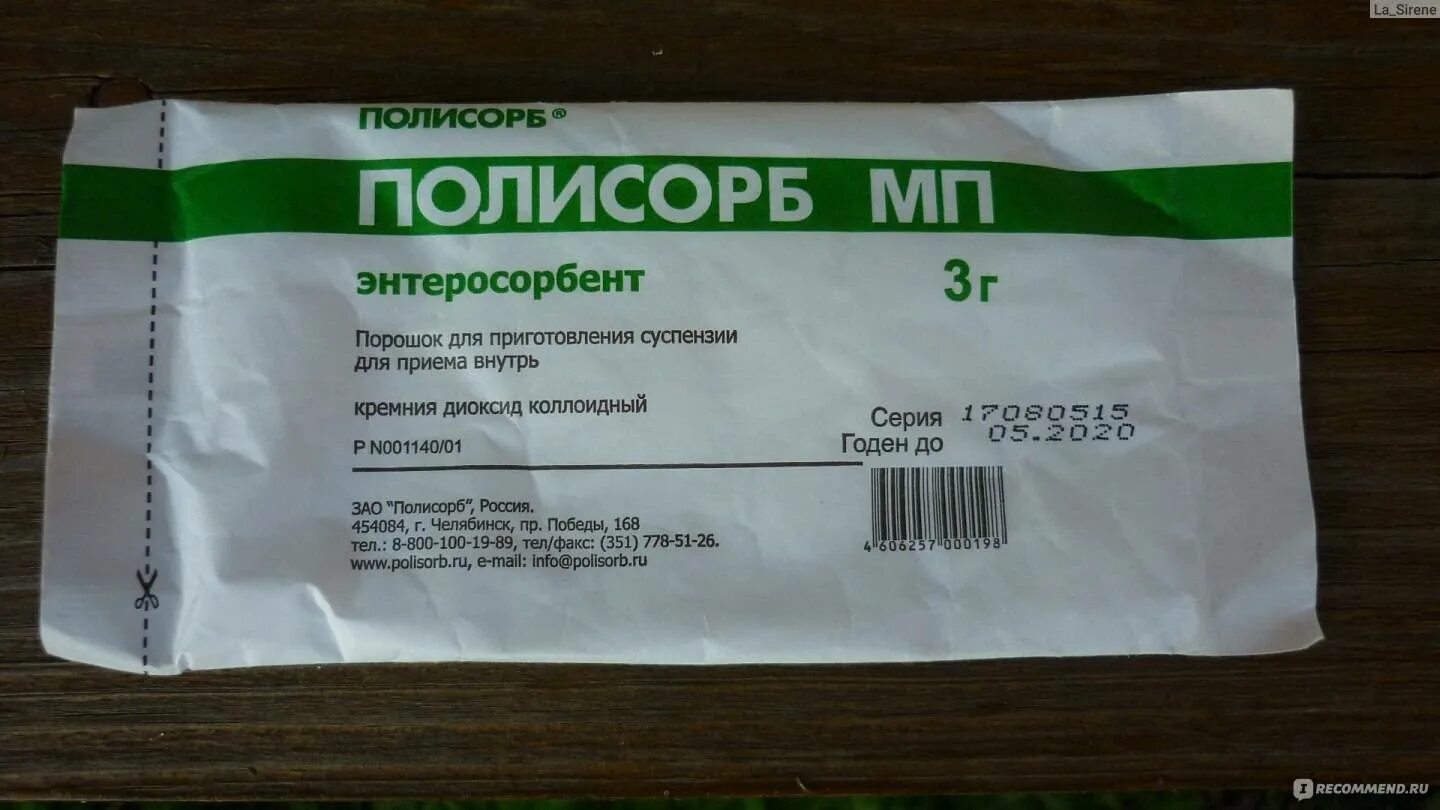 La_Sirene
ПОЛИСОРБ®
ПОЛИСОРБ МП
энтеросорбент 3 г
Порошок для приготовления суспензии
для приема внутрь
кремния диоксид коллоидный
Р N001140/01
Серия 17080515
Годен до 05.2020
ЗАО "Полисорб", Россия.
454084, г. Челябинск, пр. Победы, 168
тел.: 8-800-100-19-89, тел/факс: (351) 778-51-26.
www.polisorb.ru, e-mail: info@polisorb.ru
4 606257 000198
IRECOMMEND.RU